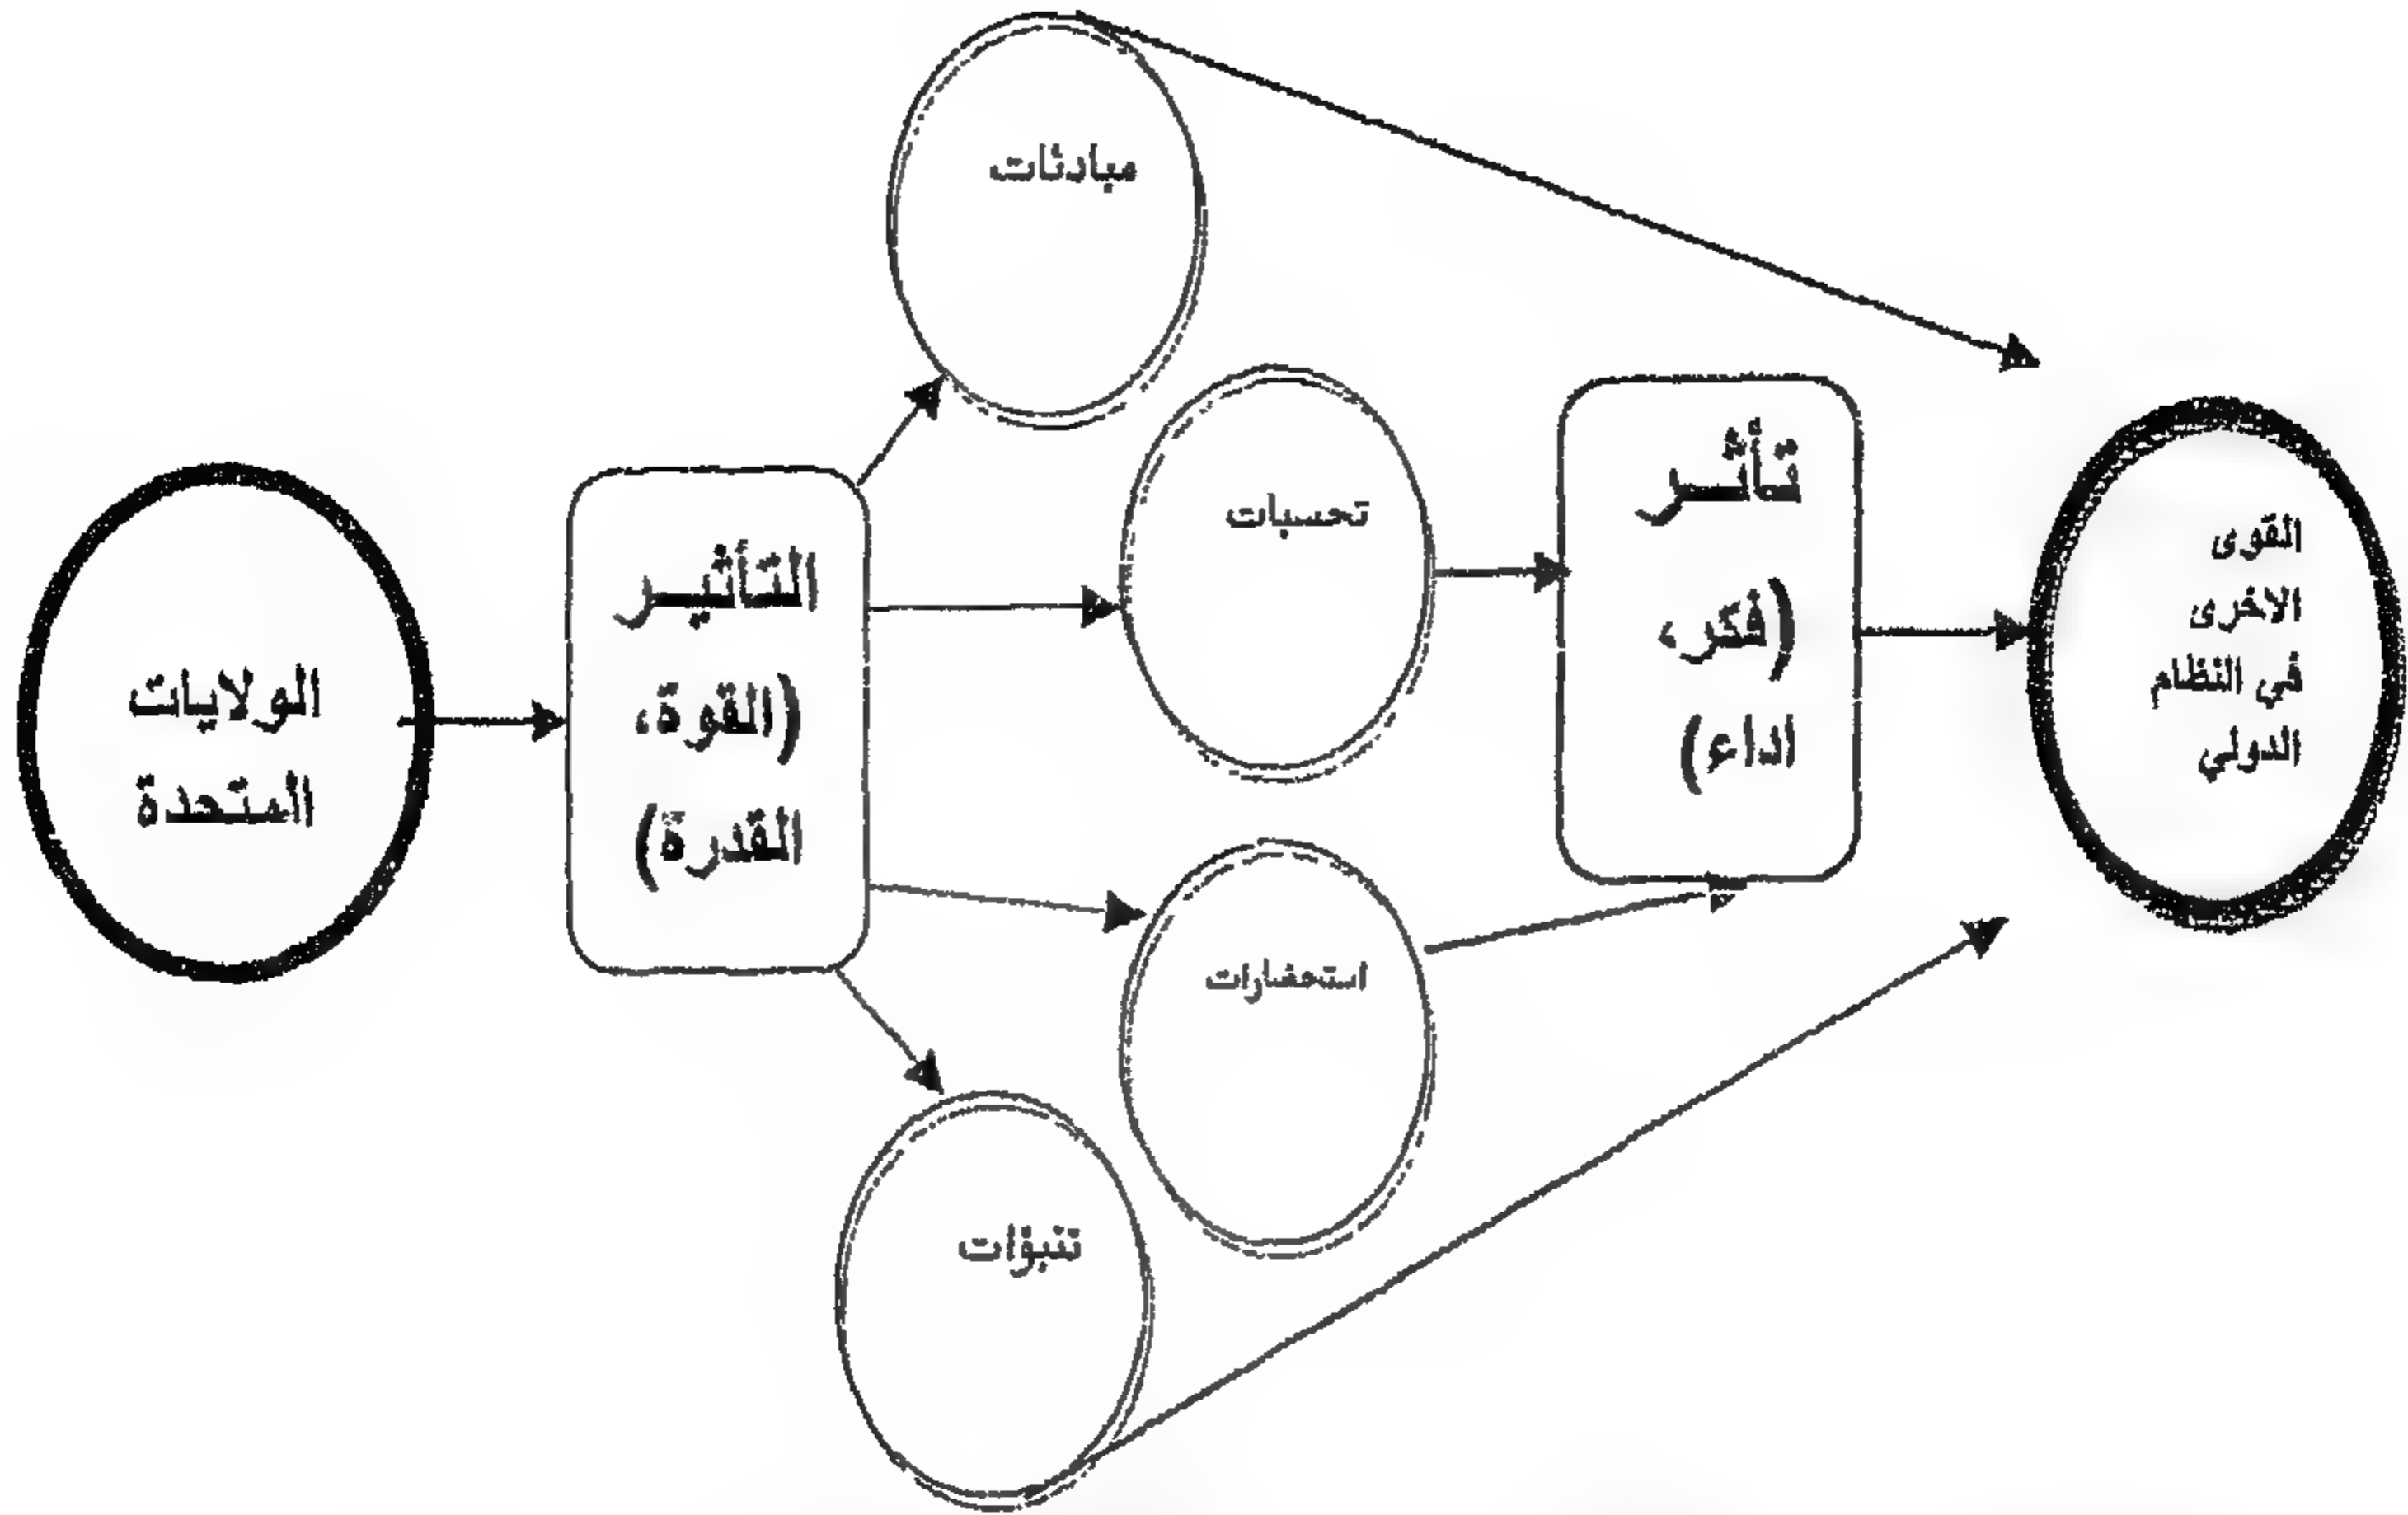 مبادئات
تحسبات
تأثر
(فكر،
اداء)
القوى
الاخرى
في النظام
الدولي
التأثير
(القوة،
القدرة)
الولايات
المتحدة
استحضارات
تنبؤات